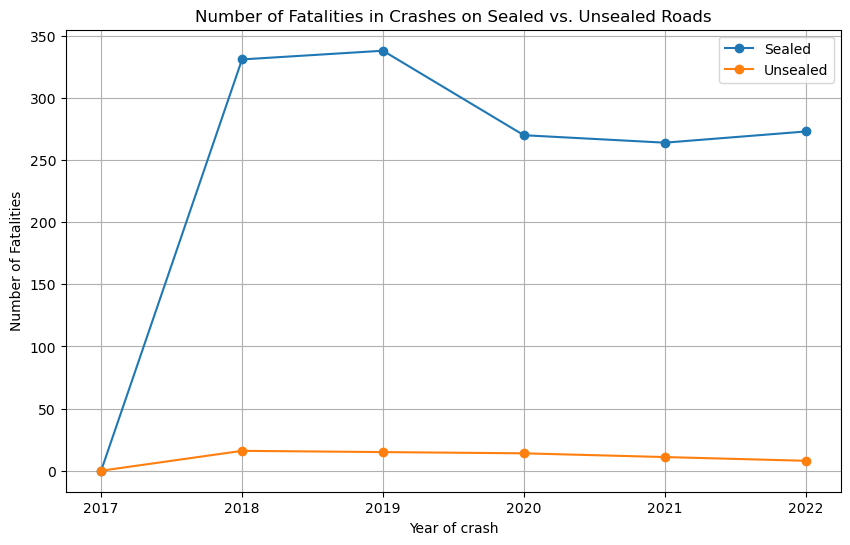 Number of Fatalities in Crashes on Sealed vs. Unsealed Roads
Sealed
Unsealed
Number of Fatalities
350
300
250
200
150
100
50
0
2017 2018 2019 2020 2021 2022
Year of crash